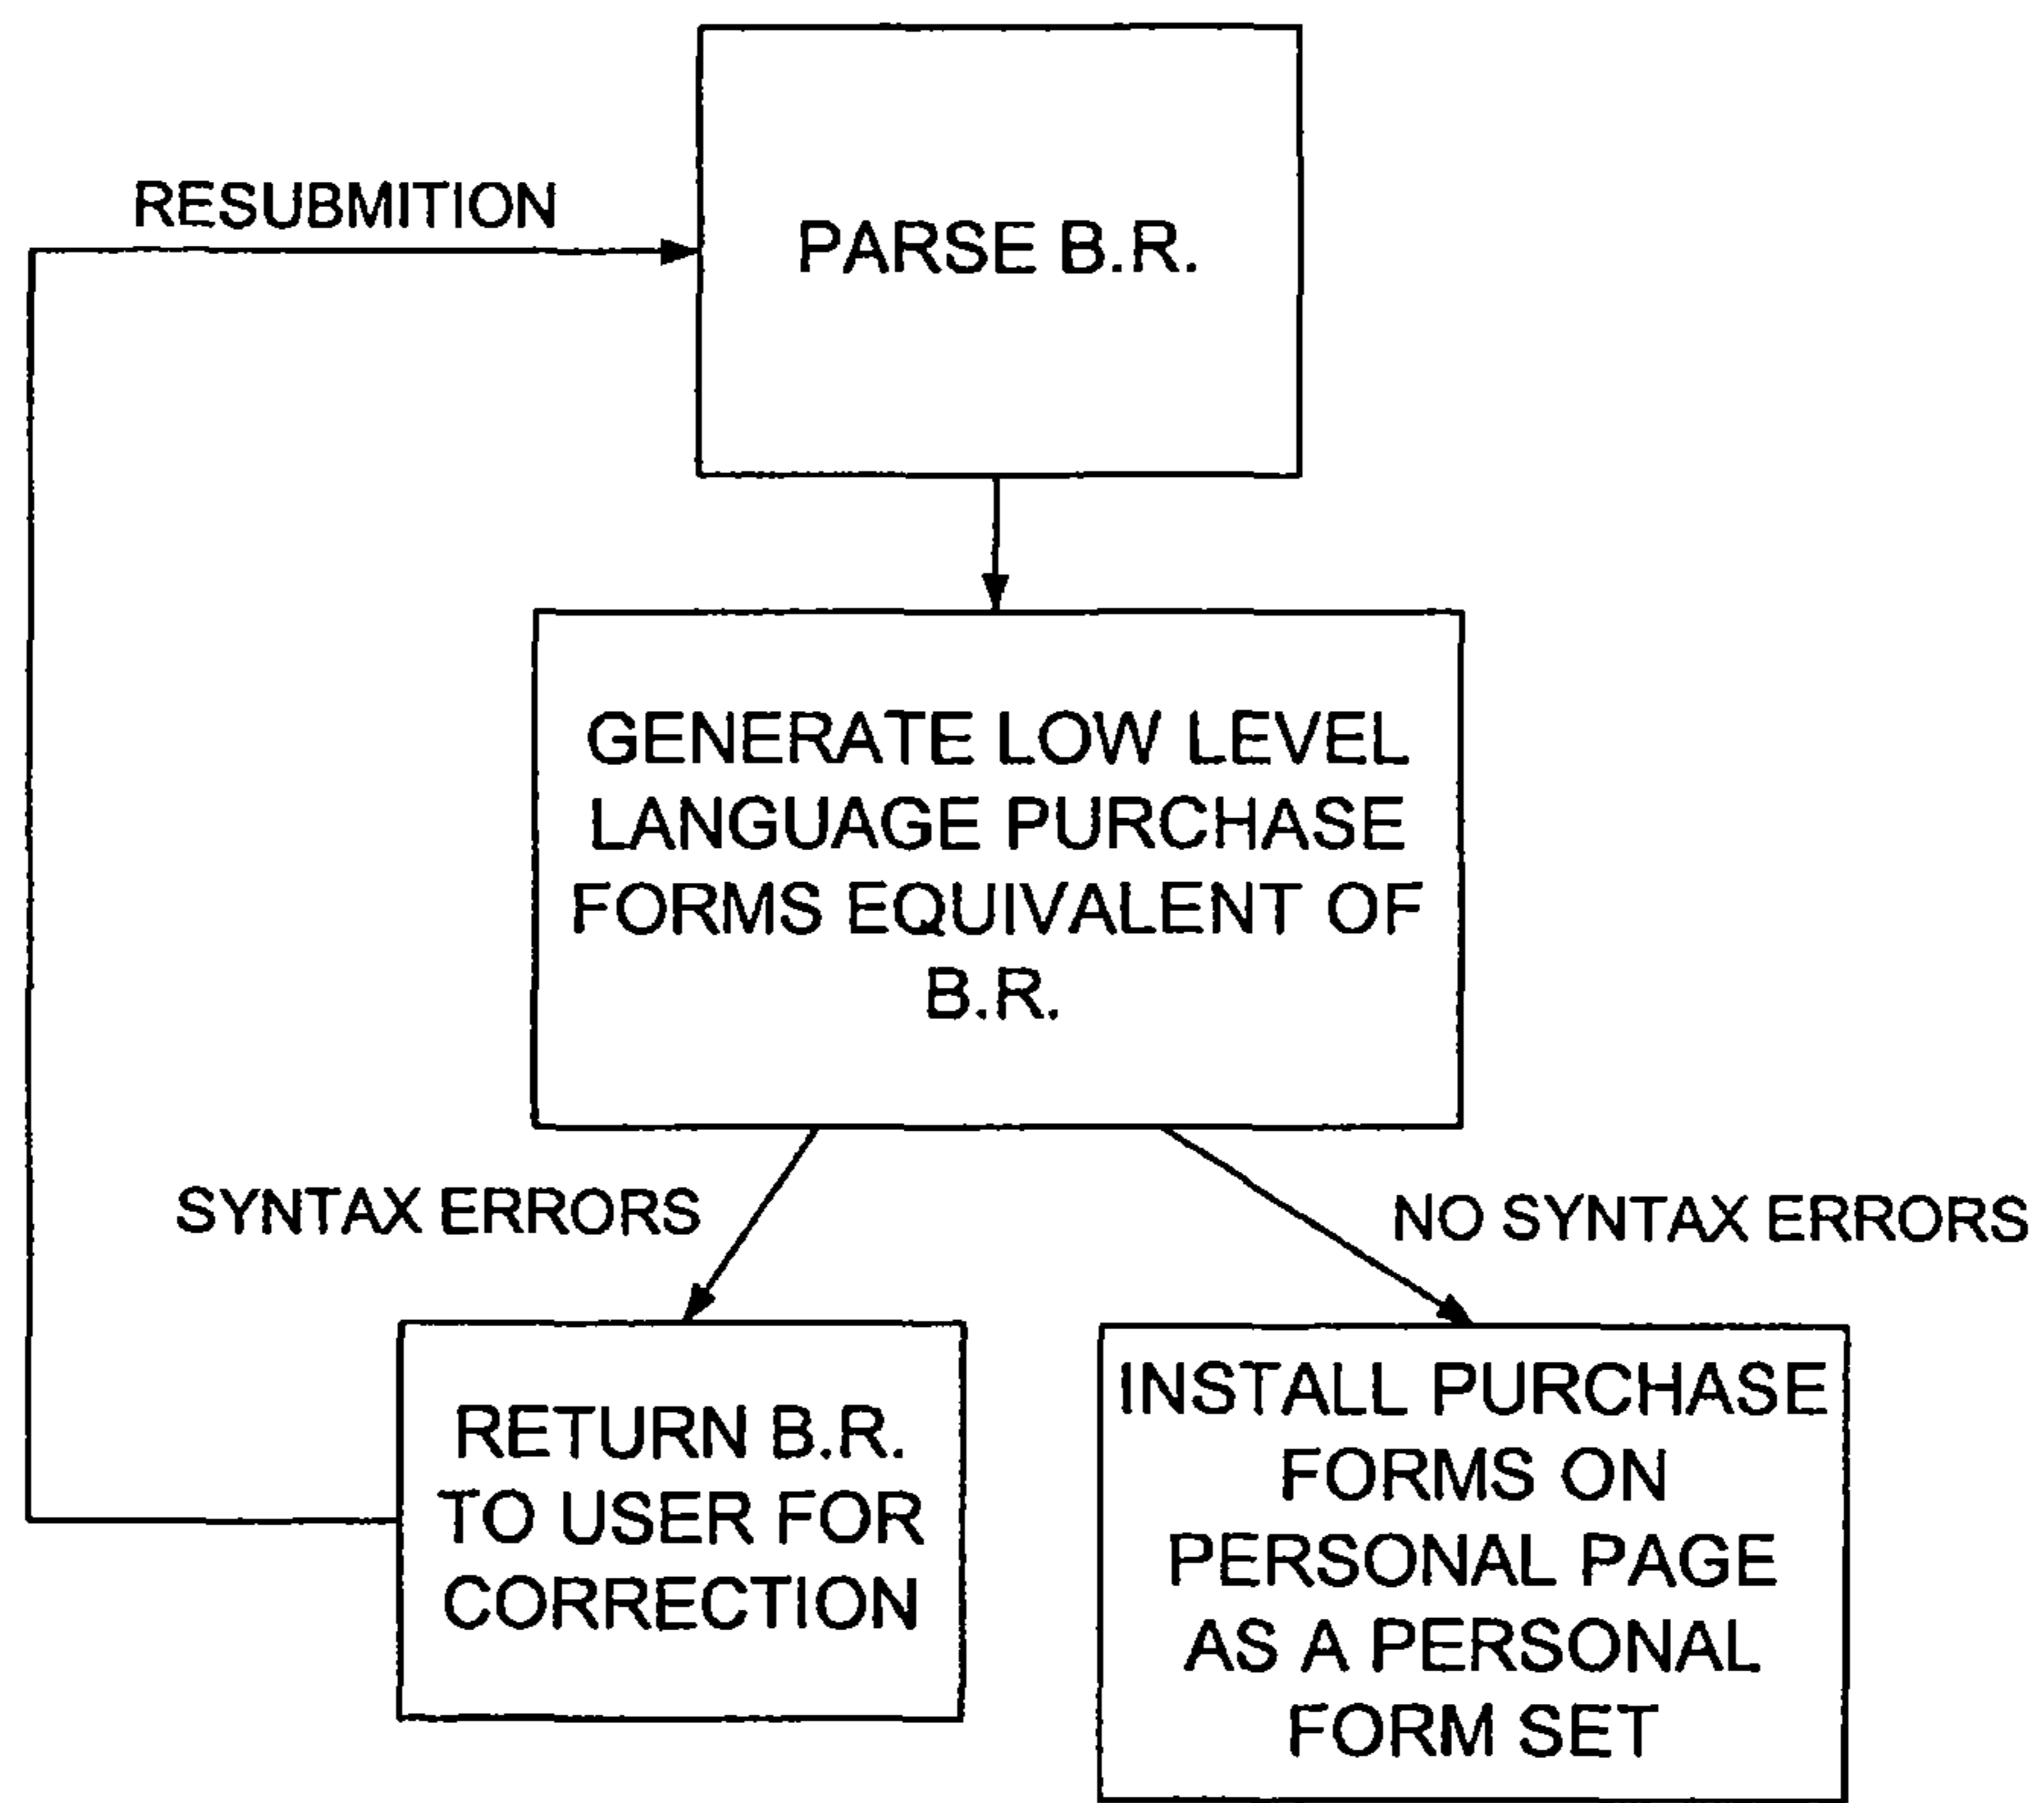 RESUBMITION
PARSE B.R.
GENERATE LOW LEVEL
LANGUAGE PURCHASE
FORMS EQUIVALENT OF
B.R.
SYNTAX ERRORS
NO SYNTAX ERRORS
RETURN B.R.
TO USER FOR
CORRECTION
INSTALL PURCHASE
FORMS ON
PERSONAL PAGE
AS A PERSONAL
FORM SET